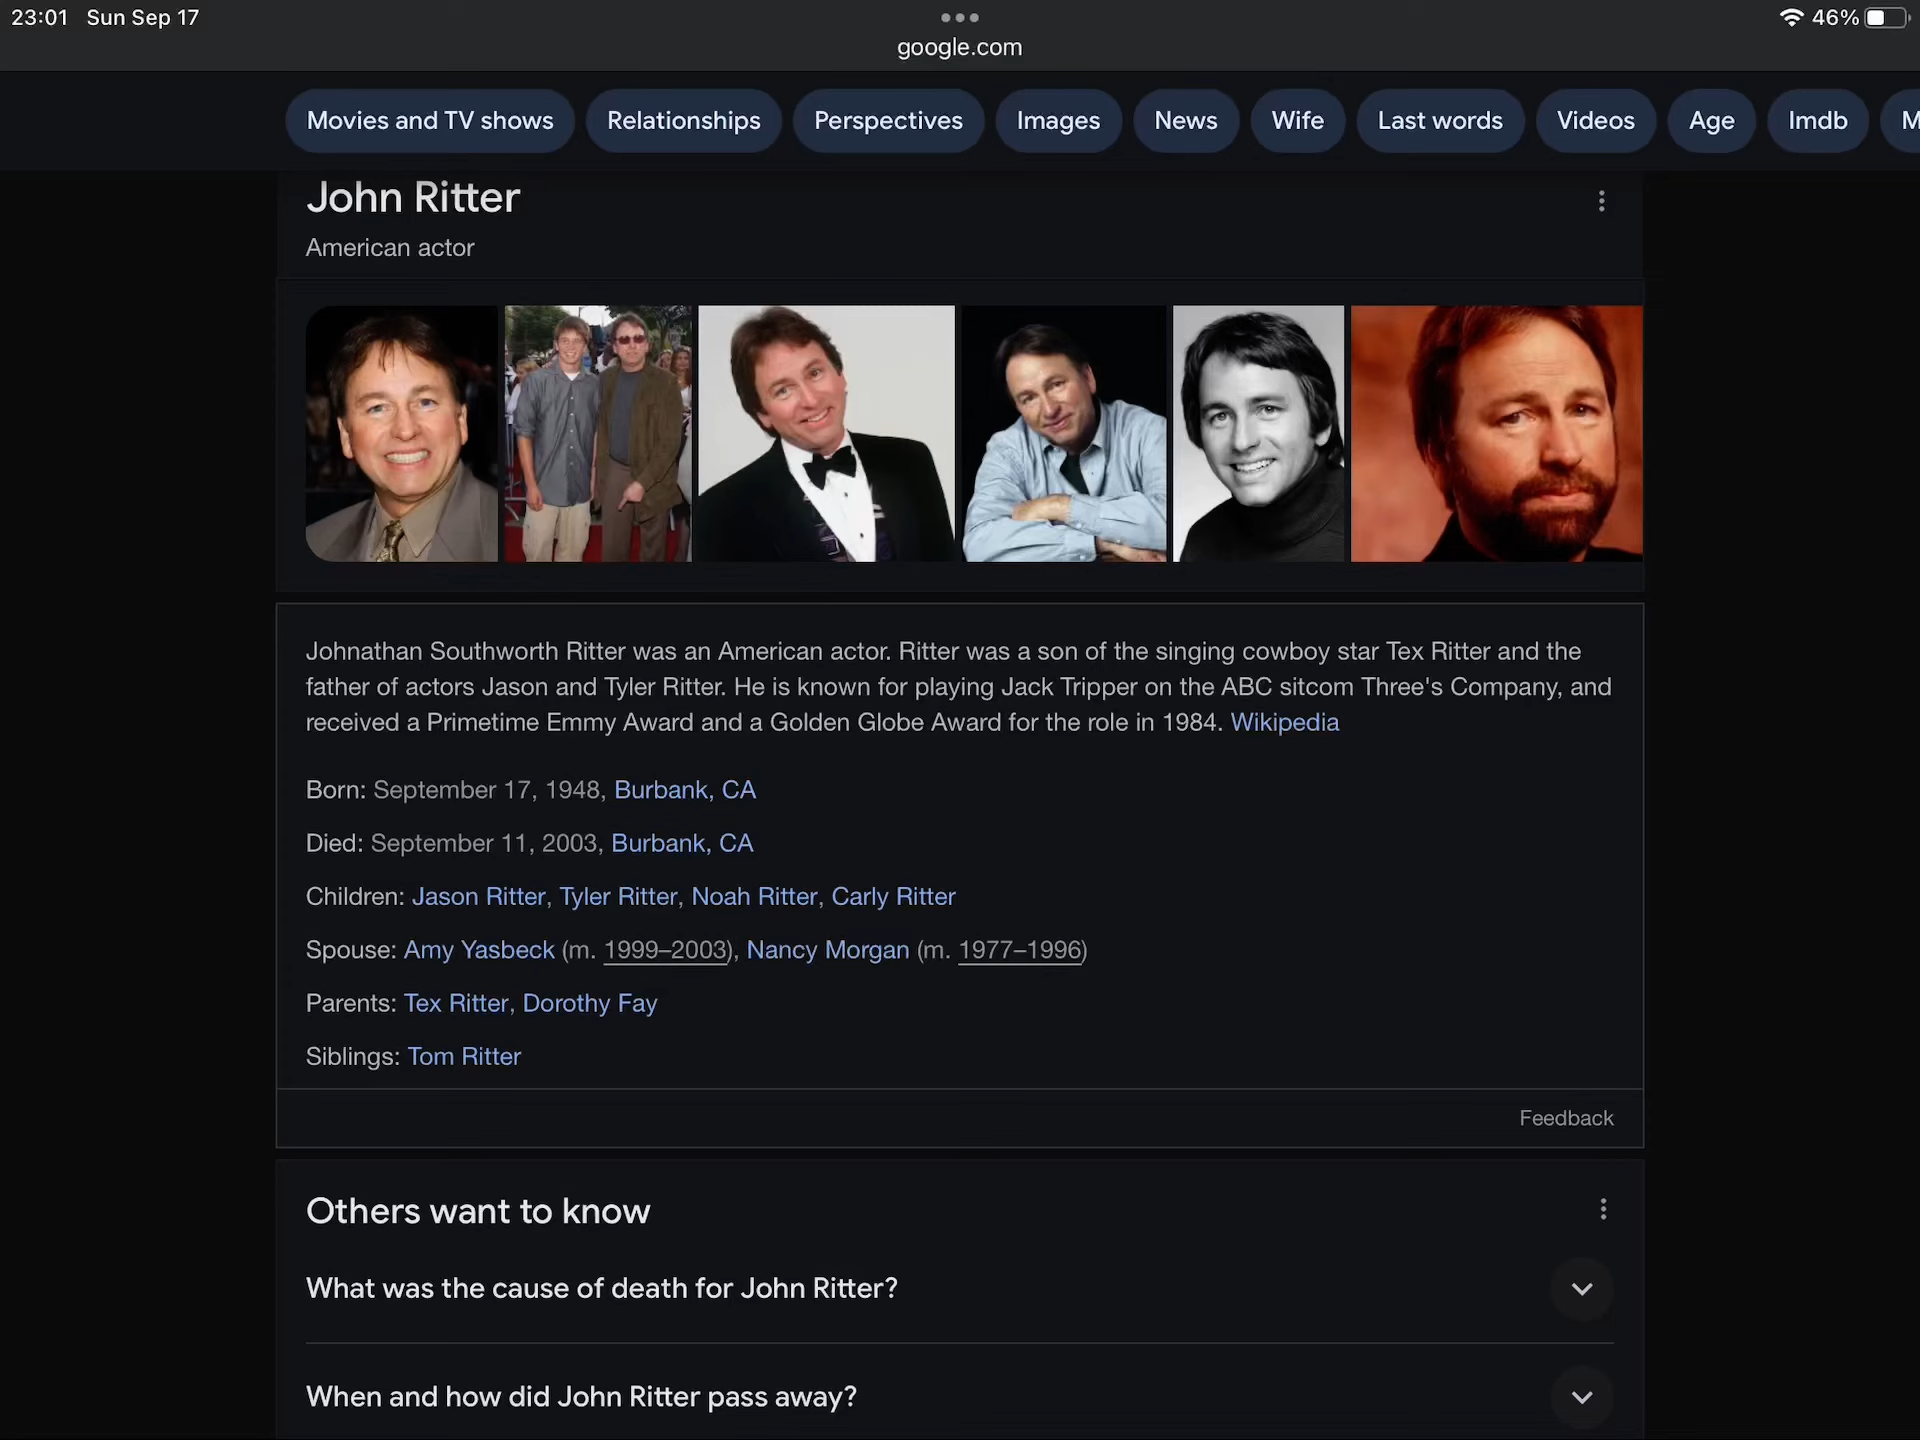 23:01 Sun Sep 17
46%
google.com
Movies and TV shows Relationships Perspectives Images News Wife Last words Videos Age Imdb M
John Ritter
American actor
Johnathan Southworth Ritter was an American actor. Ritter was a son of the singing cowboy star Tex Ritter and the
father of actors Jason and Tyler Ritter. He is known for playing Jack Tripper on the ABC sitcom Three's Company, and
received a Primetime Emmy Award and a Golden Globe Award for the role in 1984. Wikipedia
Born: September 17, 1948, Burbank, CA
Died: September 11, 2003, Burbank, CA
Children: Jason Ritter, Tyler Ritter, Noah Ritter, Carly Ritter
Spouse: Amy Yasbeck (m. 1999–2003), Nancy Morgan (m. 1977–1996)
Parents: Tex Ritter, Dorothy Fay
Siblings: Tom Ritter
Feedback
Others want to know
What was the cause of death for John Ritter?
When and how did John Ritter pass away?